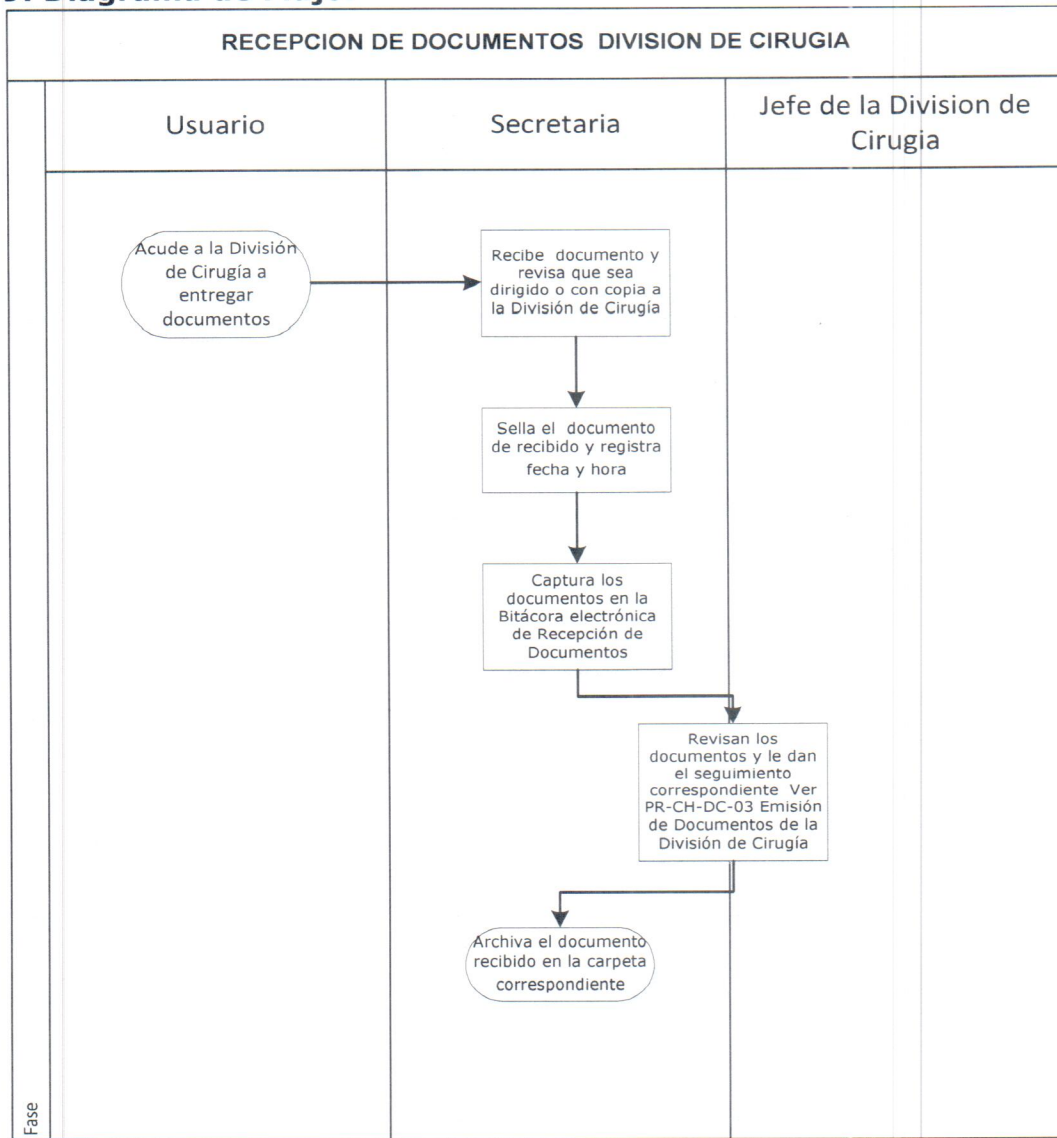 RECEPCION DE DOCUMENTOS DIVISION DE CIRUGIA
Usuario
Secretaria
Jefe de la Division de
Cirugia
Acude a la División
de Cirugía a
entregar
documentos
Recibe documento y
revisa que sea
dirigido o con copia a
la División de Cirugía
Sella el documento
de recibido y registra
fecha y hora
Captura los
documentos en la
Bitácora electrónica
de Recepción de
Documentos
Revisan los
documentos y le dan
el seguimiento
correspondiente Ver
PR-CH-DC-03 Emisión
de Documentos de la
División de Cirugía
Archiva el documento
recibido en la carpeta
correspondiente
Fase